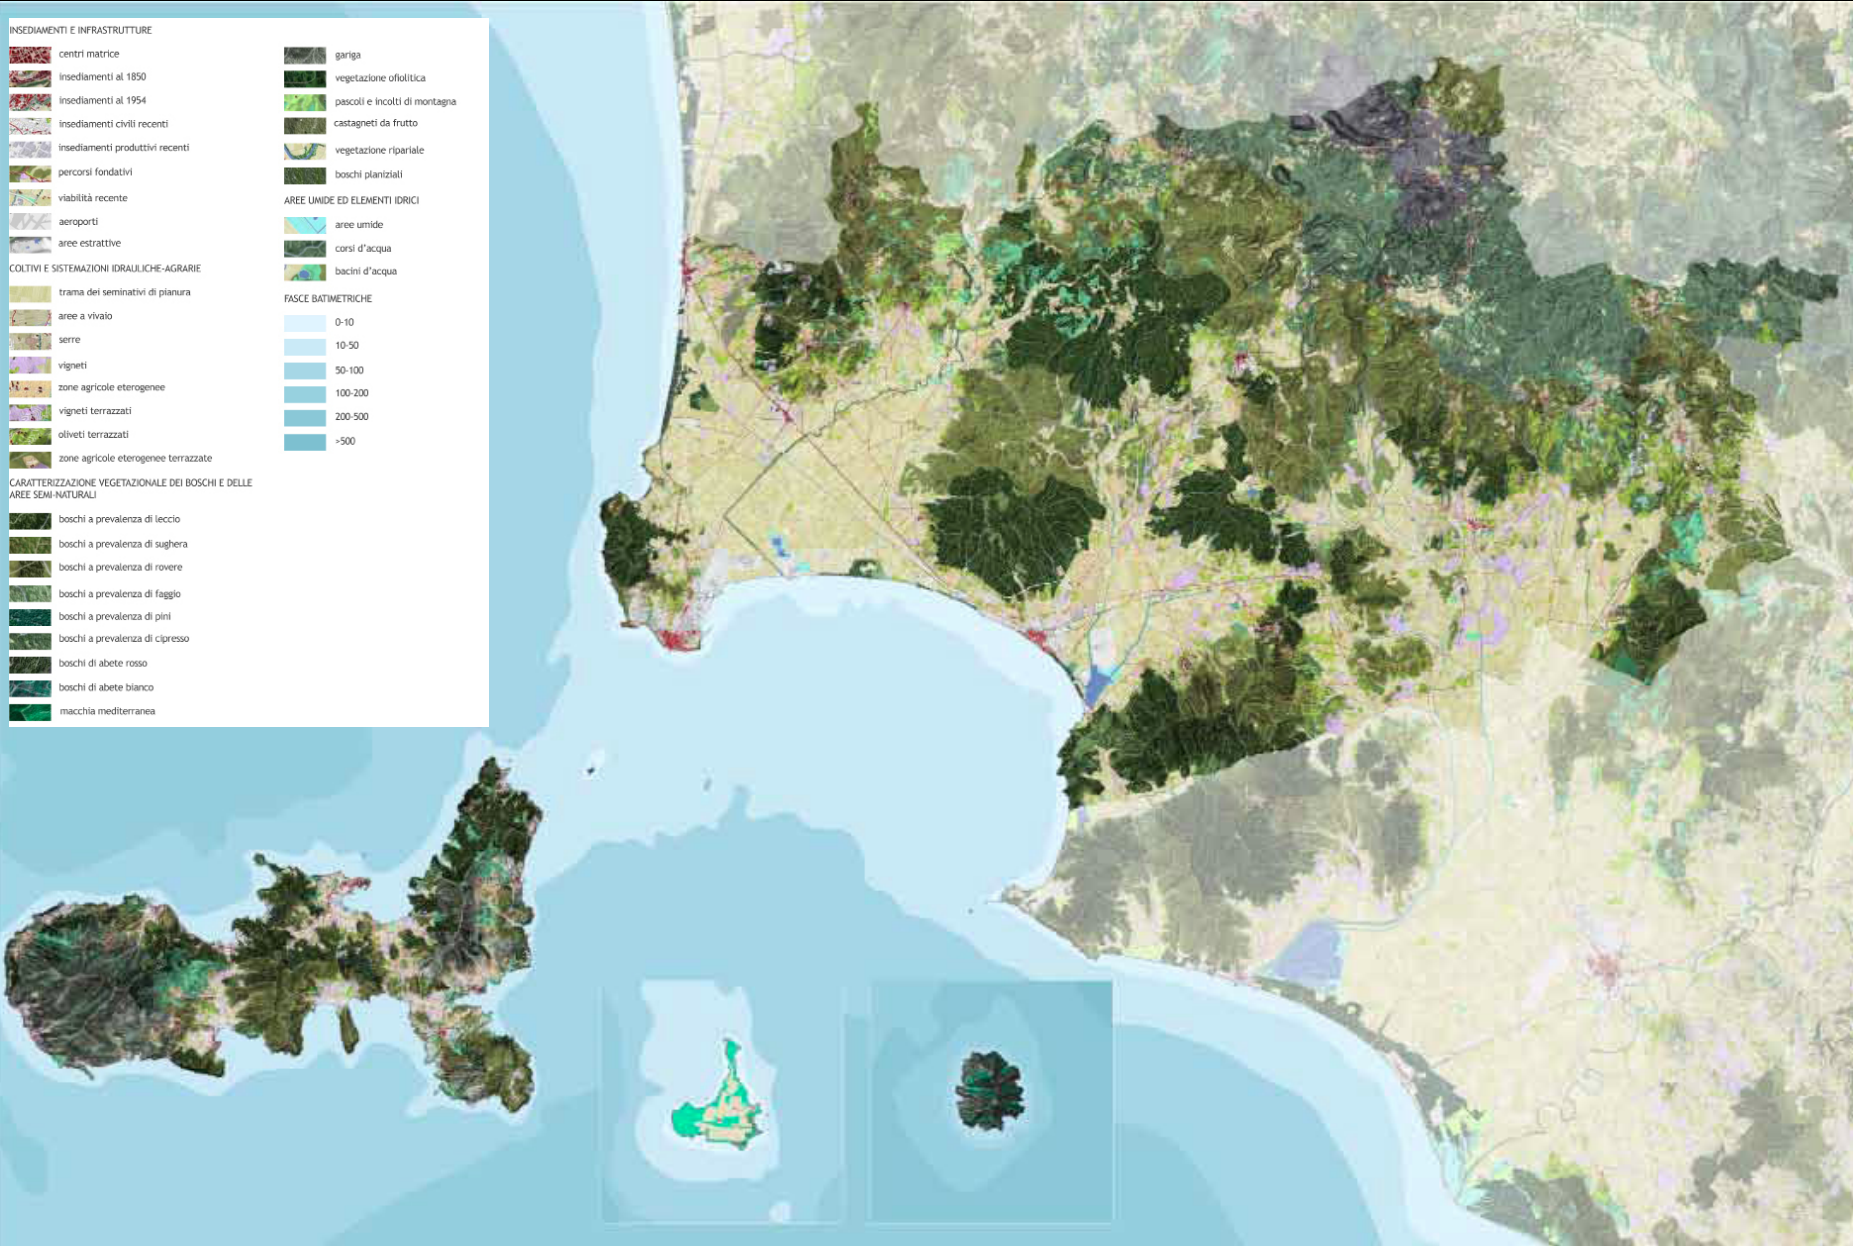 INSEDIAMENTI E INFRASTRUTTURE
centri matrice
insediamenti al 1850
insediamenti al 1954
insediamenti civili recenti
insediamenti produttivi recenti
percorsi fondativi
viabilità recente
aeroporti
aree estrattive
COLTIVI E SISTEMAZIONI IDRAULICHE-AGRARIE
trama dei seminativi di pianura
aree a vivaio
serre
vigneti
zone agricole eterogenee
vigneti terrazzati
oliveti terrazzati
zone agricole eterogenee terrazzate
CARATTERIZZAZIONE VEGETAZIONALE DEI BOSCHI E DELLE
AREE SEMI-NATURALI
boschi a prevalenza di leccio
boschi a prevalenza di sughera
boschi a prevalenza di rovere
boschi a prevalenza di faggio
boschi a prevalenza di pini
boschi a prevalenza di cipresso
boschi di abete rosso
boschi di abete bianco
macchia mediterranea
gariga
vegetazione ofiolitica
pascoli e incolti di montagna
castagneti da frutto
vegetazione ripariale
boschi planiziali
AREE UMIDE ED ELEMENTI IDRICI
aree umide
corsi d'acqua
bacini d'acqua
FASCE BATIMETRICHE
0-10
10-50
50-100
100-200
200-500
>500